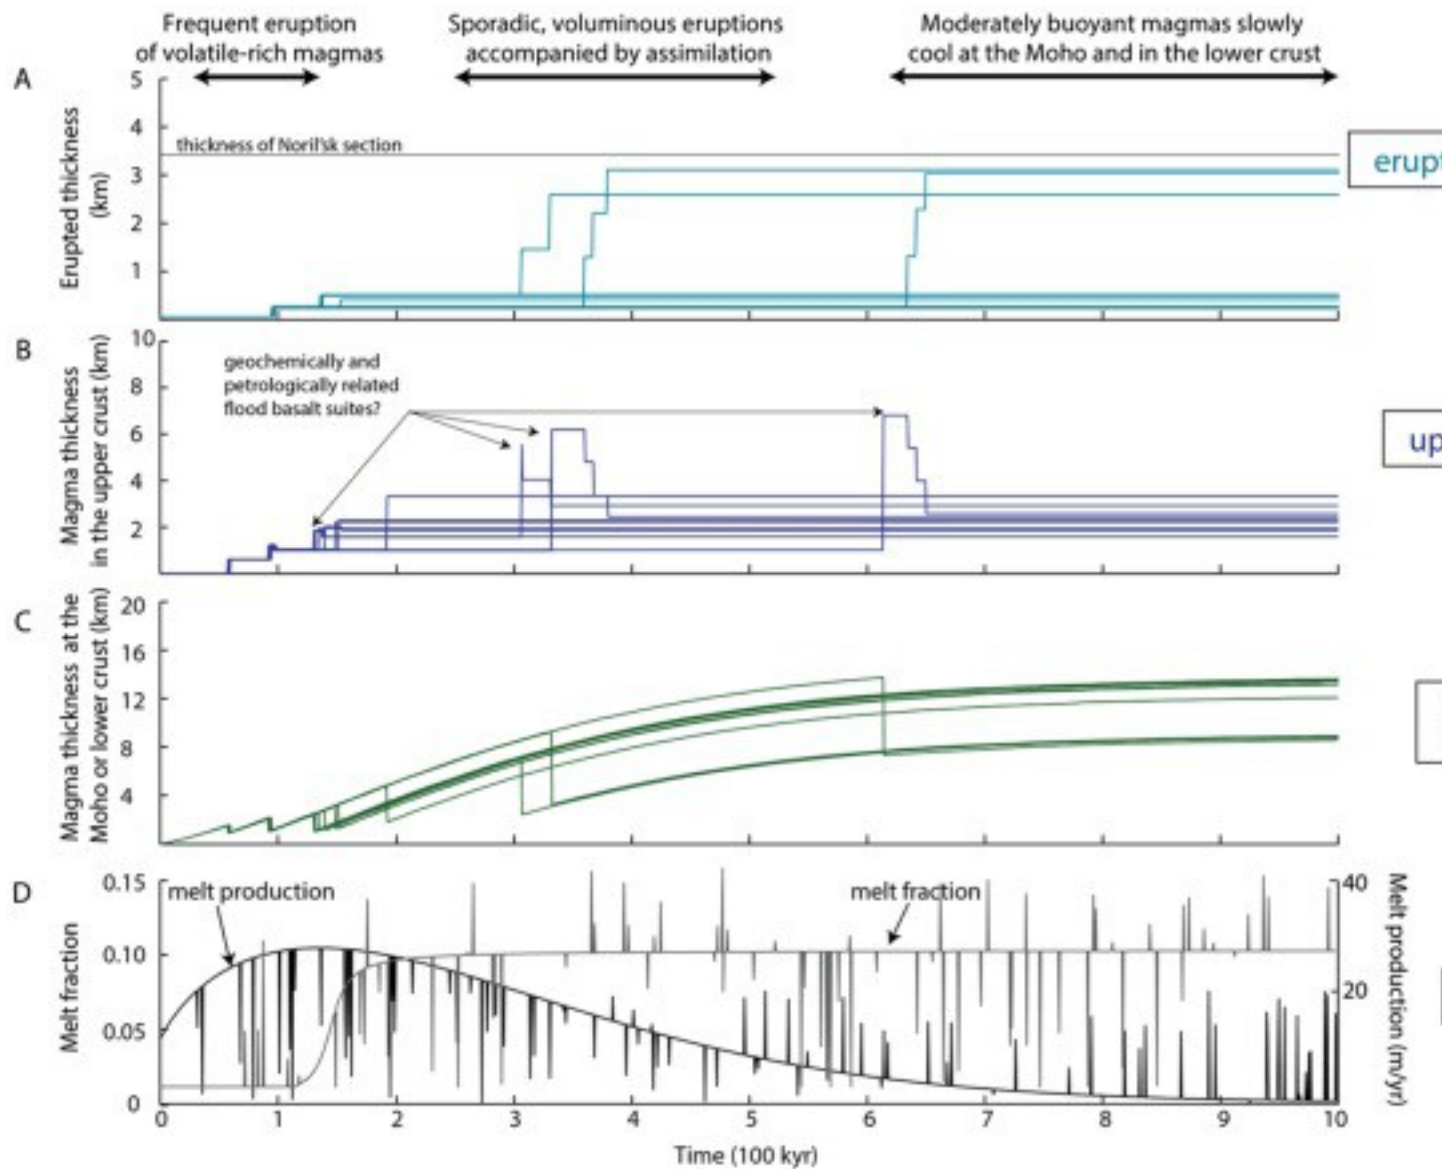 Frequent eruption
of volatile-rich magmas
Sporadic, voluminous eruptions
accompanied by assimilation
Moderately buoyant magmas slowly
cool at the Moho and in the lower crust
A
Erupted thickness
(km)
5
4
3
2
1
thickness of Noril'sk section
erupt
B
Magma thickness
in the upper crust (km)
10
8
6
4
2
geochemically and
petrologically related
flood basalt suites?
up
C
Magma thickness at the
Moho or lower crust (km)
20
16
12
8
4
D
Melt fraction
0.15
0.10
0.05
0
melt production
melt fraction
40
20
Melt production (m/yr)
0 1 2 3 4 5 6 7 8 9 10
Time (100 kyr)